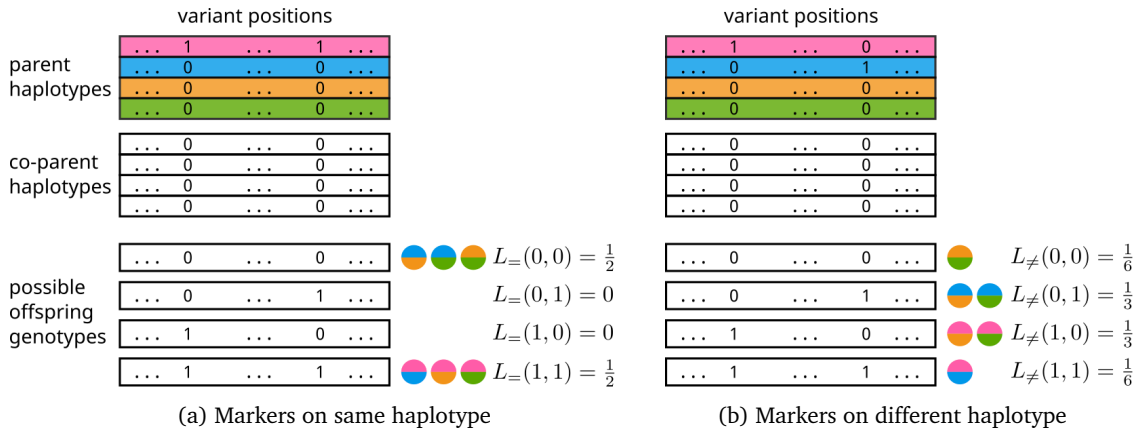 variant positions variant positions
parent haplotypes
... 1 ... 1 ... ... 1 ... 0 ...
... 0 ... 0 ... ... 0 ... 1 ...
... 0 ... 0 ... ... 0 ... 0 ...
... 0 ... 0 ... ... 0 ... 0 ...
co-parent haplotypes
... 0 ... 0 ... ... 0 ... 0 ...
... 0 ... 0 ... ... 0 ... 0 ...
... 0 ... 0 ... ... 0 ... 0 ...
... 0 ... 0 ... ... 0 ... 0 ...
possible offspring genotypes
... 0 ... 0 ... L=(0, 0) = 1/2 ... 0 ... 0 ... L≠(0, 0) = 1/6
... 0 ... 1 ... L=(0, 1) = 0 ... 0 ... 1 ... L≠(0, 1) = 1/3
... 1 ... 0 ... L=(1, 0) = 0 ... 1 ... 0 ... L≠(1, 0) = 1/3
... 1 ... 1 ... L=(1, 1) = 1/2 ... 1 ... 1 ... L≠(1, 1) = 1/6
(a) Markers on same haplotype (b) Markers on different haplotype